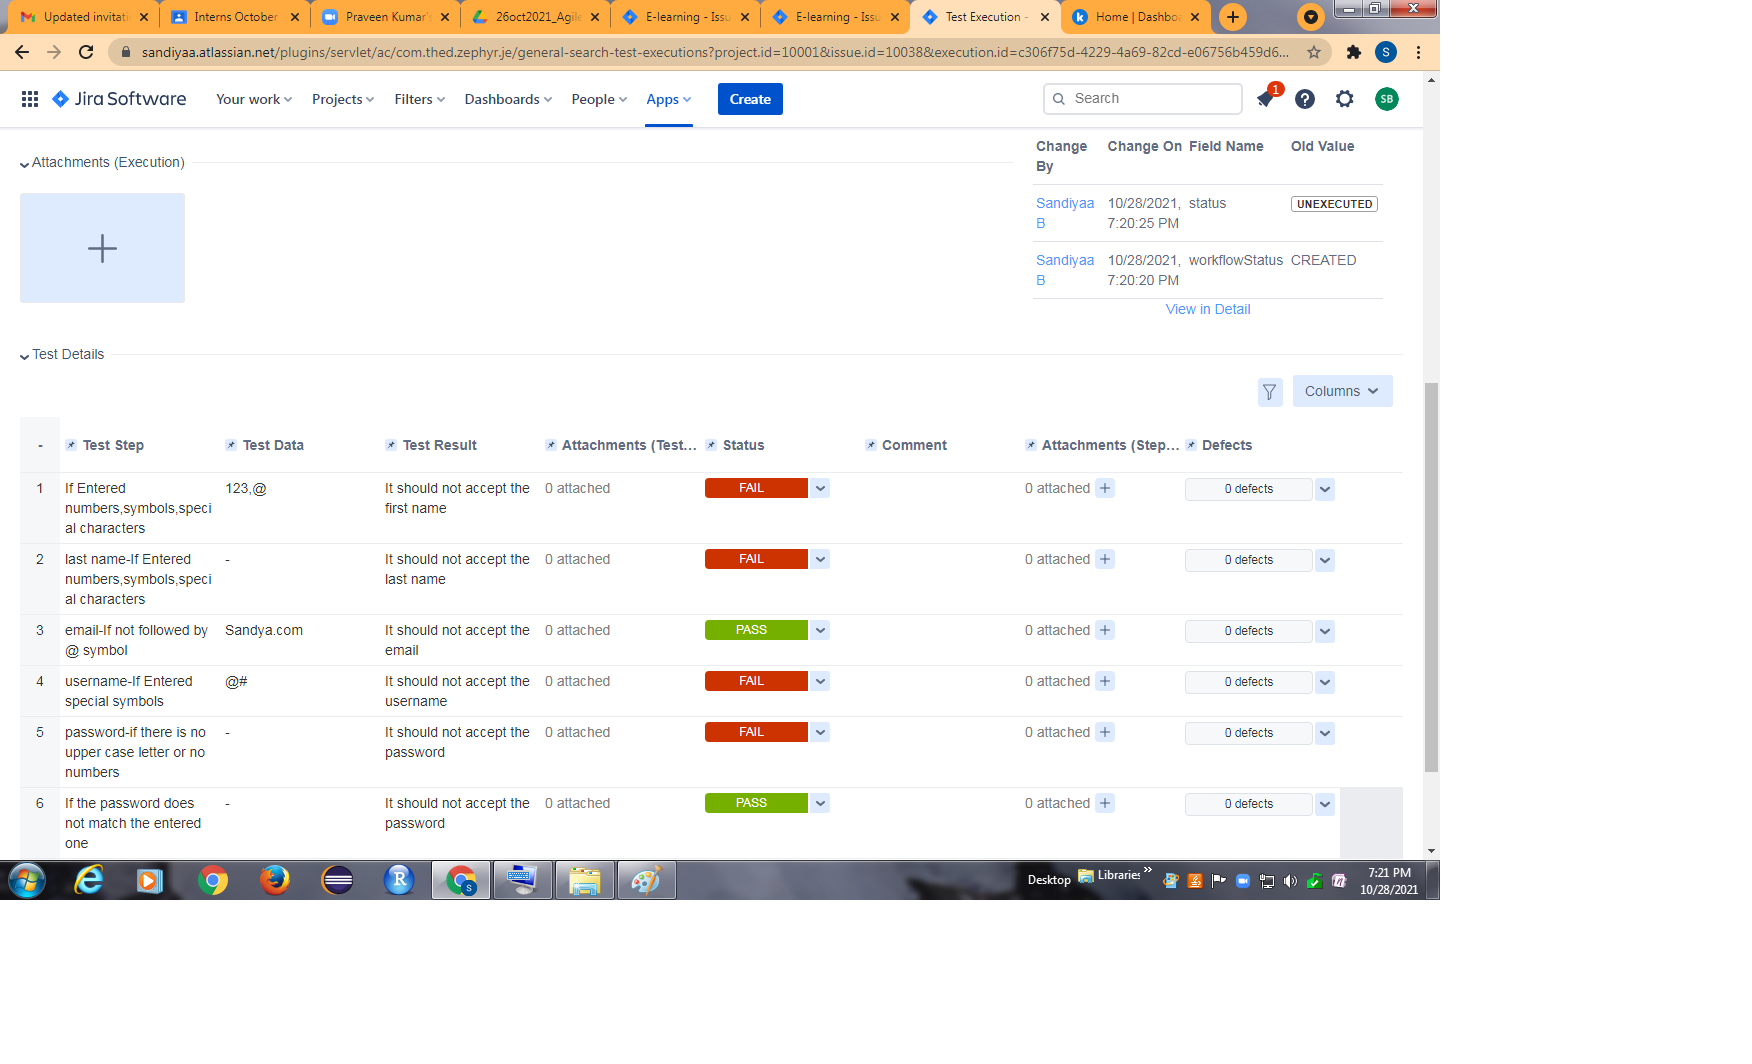 Updated invitati
Interns October
Praveen Kumar's
26oct2021_Agile
E-learning - Issu
E-learning - Issu
Test Execution -
Home | Dashboa
sandiyaa.atlassian.net/plugins/servlet/ac/com.thed.zephyr.je/general-search-test-executions?project.id=10001&issue.id=10038&execution.id=c306f75d-4229-4a69-82cd-e06756b459d6...
S
Jira Software
Your work
Projects
Filters
Dashboards
People
Apps
Create
Search
1
SB
Attachments (Execution)
Change By
Change On
Field Name
Old Value
Sandiyaa B
10/28/2021, 7:20:25 PM
status
UNEXECUTED
Sandiyaa B
10/28/2021, 7:20:20 PM
workflowStatus
CREATED
View in Detail
Test Details
Columns
-
Test Step
Test Data
Test Result
Attachments (Test...
Status
Comment
Attachments (Step...
Defects
1
If Entered
numbers,symbols,speci
al characters
123,@
It should not accept the
first name
0 attached
FAIL
0 attached
0 defects
2
last name-If Entered
numbers,symbols,speci
al characters
-
It should not accept the
last name
0 attached
FAIL
0 attached
0 defects
3
email-If not followed by
@ symbol
Sandya.com
It should not accept the
email
0 attached
PASS
0 attached
0 defects
4
username-If Entered
special symbols
@#
It should not accept the
username
0 attached
FAIL
0 attached
0 defects
5
password-if there is no
upper case letter or no
numbers
-
It should not accept the
password
0 attached
FAIL
0 attached
0 defects
6
If the password does
not match the entered
one
-
It should not accept the
password
0 attached
PASS
0 attached
0 defects
R
S
Desktop
Libraries
7:21 PM
10/28/2021